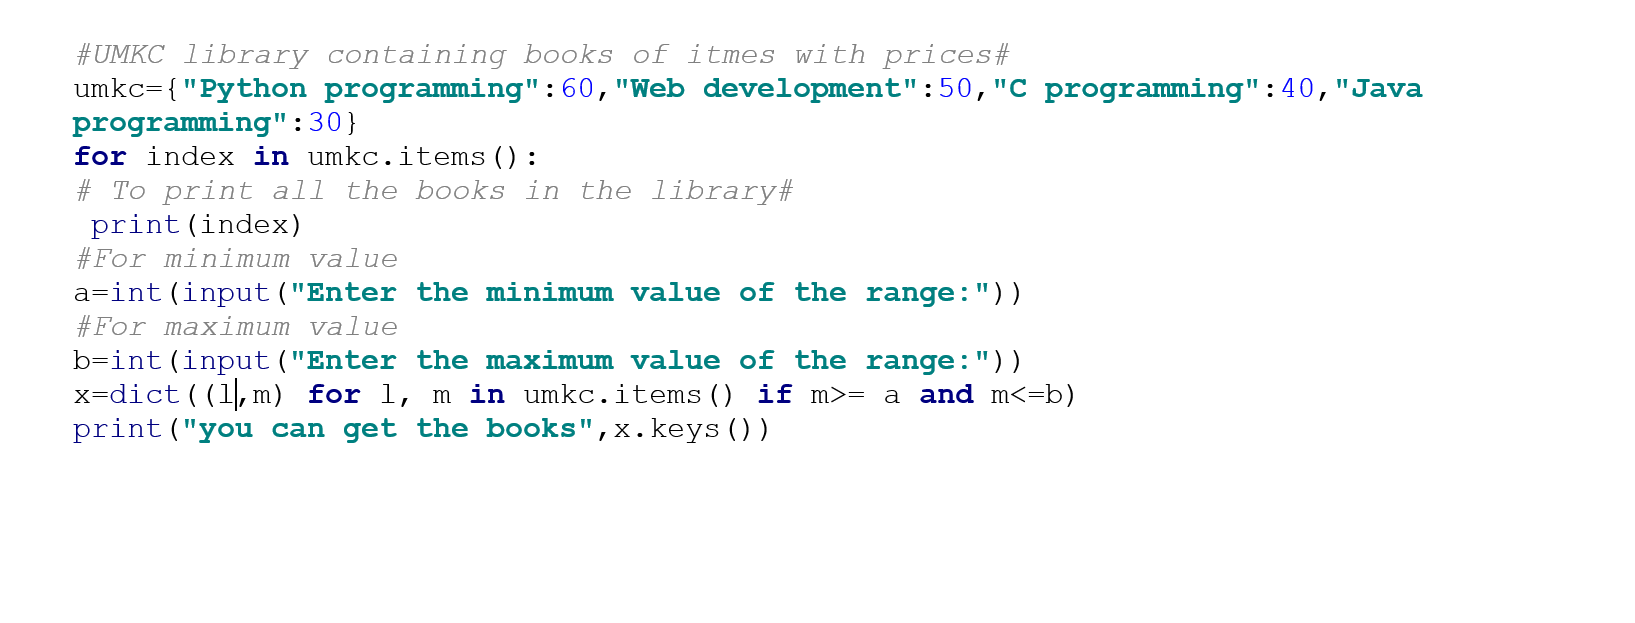 #UMKC library containing books of itmes with prices#
umkc={"Python programming":60,"Web development":50,"C programming":40,"Java
programming":30}
for index in umkc.items():
# To print all the books in the library#
 print(index)
#For minimum value
a=int(input("Enter the minimum value of the range:"))
#For maximum value
b=int(input("Enter the maximum value of the range:"))
x=dict((l,m) for l, m in umkc.items() if m>= a and m<=b)
print("you can get the books",x.keys())